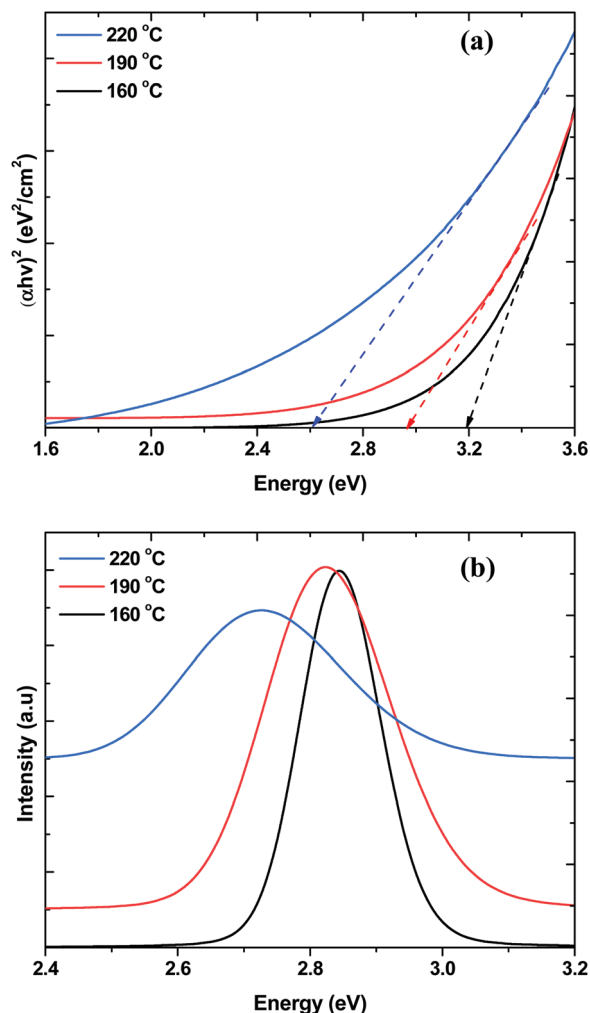 (a)
220 °C
190 °C
160 °C
(αhν)² (eV²/cm²)
1.6 2.0 2.4 2.8 3.2 3.6
Energy (eV)
(b)
220 °C
190 °C
160 °C
Intensity (a.u)
2.4 2.6 2.8 3.0 3.2
Energy (eV)